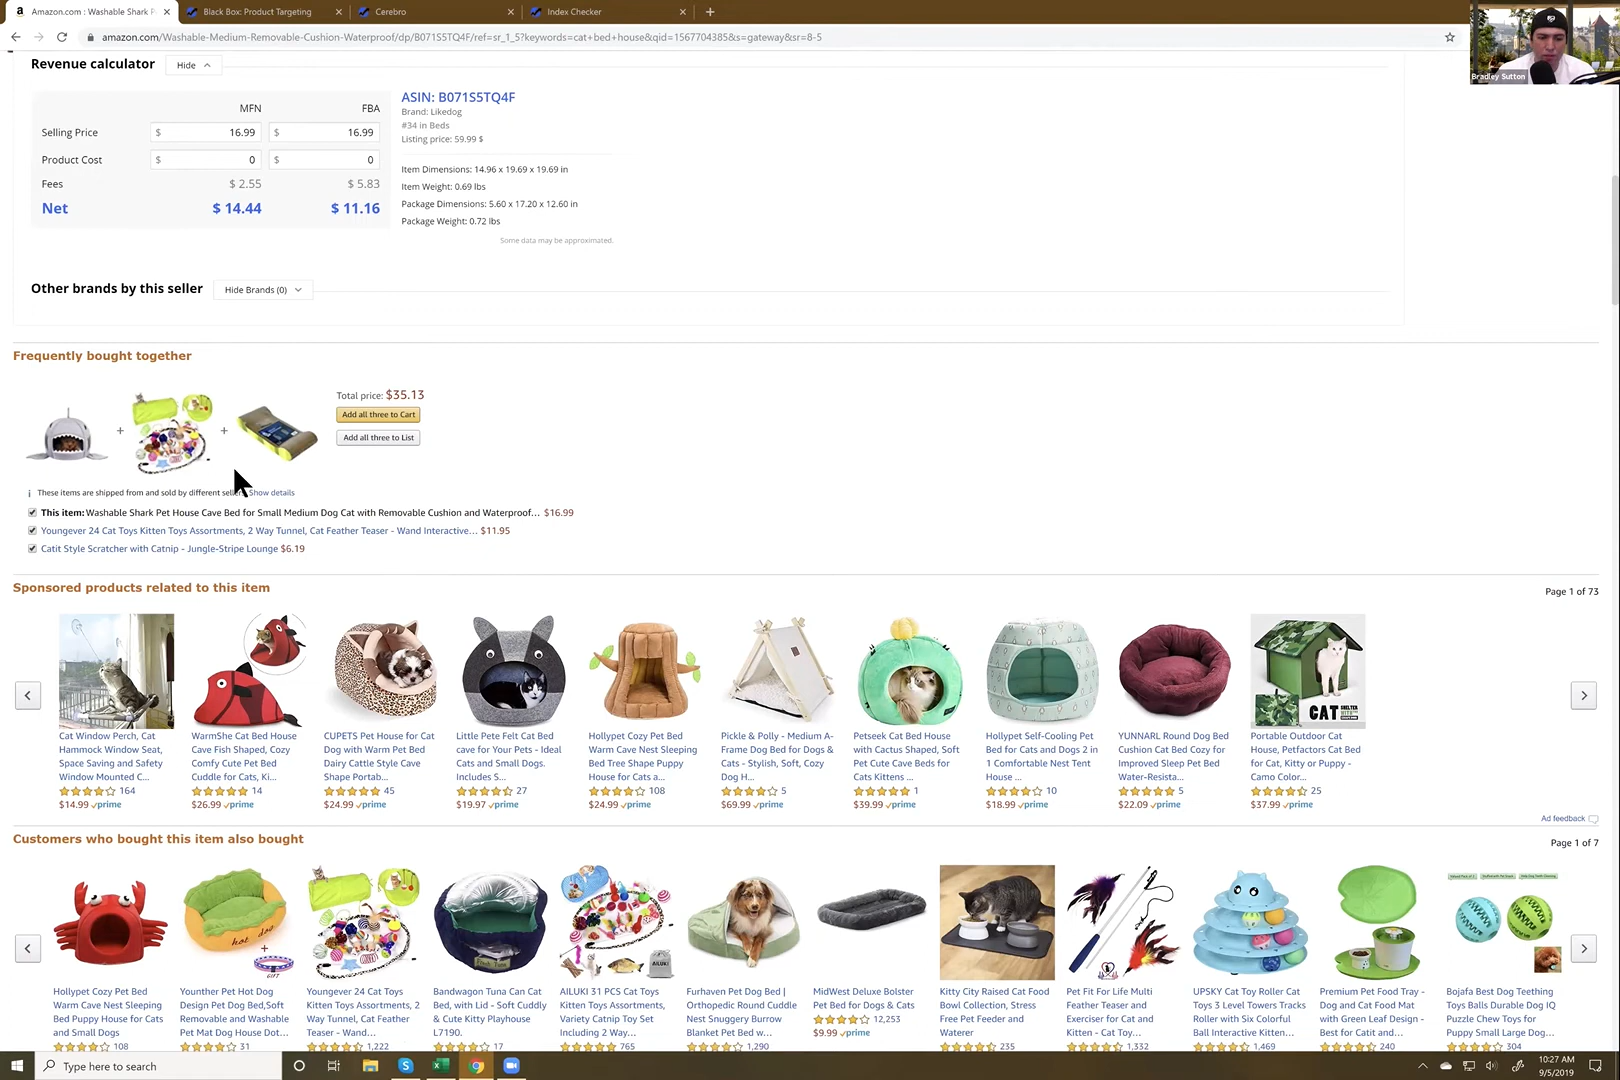 Amazon.com : Washable Shark P
Black Box: Product Targeting
Cerebro
Index Checker
amazon.com/Washable-Medium-Removable-Cushion-Waterproof/dp/B071S5TQ4F/ref=sr_1_5?keywords=cat+bed+house&qid=1567704385&s=gateway&sr=8-5
Bradley Sutton
Revenue calculator
Hide
MFN FBA
Selling Price $ 16.99 $ 16.99
Product Cost $ 0 $ 0
Fees $ 2.55 $ 5.83
Net $ 14.44 $ 11.16
ASIN: B071S5TQ4F
Brand: Likedog
#34 in Beds
Listing price: 59.99 $
Item Dimensions: 14.96 x 19.69 x 19.69 in
Item Weight: 0.69 lbs
Package Dimensions: 5.60 x 17.20 x 12.60 in
Package Weight: 0.72 lbs
Some data may be approximated.
Other brands by this seller
Hide Brands (0)
Frequently bought together
Total price: $35.13
Add all three to Cart
Add all three to List
These items are shipped from and sold by different Show details
This item: Washable Shark Pet House Cave Bed for Small Medium Dog Cat with Removable Cushion and Waterproof… $16.99
Youngever 24 Cat Toys Kitten Toys Assortments, 2 Way Tunnel, Cat Feather Teaser - Wand Interactive… $11.95
Catit Style Scratcher with Catnip - Jungle-Stripe Lounge $6.19
Sponsored products related to this item
Page 1 of 73
CAT
Cat Window Perch, Cat
Hammock Window Seat,
Space Saving and Safety
Window Mounted C...
164
$14.99 prime
WarmShe Cat Bed House
Cave Fish Shaped, Cozy
Comfy Cute Pet Bed
Cuddle for Cats, Ki...
14
$26.99 prime
CUPETS Pet House for Cat
Dog with Warm Pet Bed
Dairy Cattle Style Cave
Shape Portab...
45
$24.99 prime
Little Pete Felt Cat Bed
cave for Your Pets - Ideal
Cats and Small Dogs.
Includes S...
27
$19.97 prime
Hollypet Cozy Pet Bed
Warm Cave Nest Sleeping
Bed Tree Shape Puppy
House for Cats a...
108
$24.99 prime
Pickle & Polly - Medium A-
Frame Dog Bed for Dogs &
Cats - Stylish, Soft, Cozy
Dog H...
5
$69.99 prime
Petseek Cat Bed House
with Cactus Shaped, Soft
Pet Cute Cave Beds for
Cats Kittens ...
1
$39.99 prime
Hollypet Self-Cooling Pet
Bed for Cats and Dogs 2 in
1 Comfortable Nest Tent
House ...
10
$18.99 prime
YUNNARL Round Dog Bed
Cushion Cat Bed Cozy for
Improved Sleep Pet Bed
Water-Resista...
5
$22.09 prime
Portable Outdoor Cat
House, Petfactors Cat Bed
for Cat, Kitty or Puppy -
Camo Color...
25
$37.99 prime
Ad feedback
Customers who bought this item also bought
Page 1 of 7
hot dog
GIFT
AILUKI
Hollypet Cozy Pet Bed
Warm Cave Nest Sleeping
Bed Puppy House for Cats
and Small Dogs
108
Younther Pet Hot Dog
Design Pet Dog Bed,Soft
Removable and Washable
Pet Mat Dog House Dot...
31
Youngever 24 Cat Toys
Kitten Toys Assortments, 2
Way Tunnel, Cat Feather
Teaser - Wand...
1,222
Bandwagon Tuna Can Cat
Bed, with Lid - Soft Cuddly
& Cute Kitty Playhouse
L7190.
17
AILUKI 31 PCS Cat Toys
Kitten Toys Assortments,
Variety Catnip Toy Set
Including 2 Way...
765
Furhaven Pet Dog Bed |
Orthopedic Round Cuddle
Nest Snuggery Burrow
Blanket Pet Bed w...
1,290
MidWest Deluxe Bolster
Pet Bed for Dogs & Cats
12,253
$9.99 prime
Kitty City Raised Cat Food
Bowl Collection, Stress
Free Pet Feeder and
Waterer
235
Pet Fit For Life Multi
Feather Teaser and
Exerciser for Cat and
Kitten - Cat Toy...
1,332
UPSKY Cat Toy Roller Cat
Toys 3 Level Towers Tracks
Roller with Six Colorful
Ball Interactive Kitten...
1,469
Premium Pet Food Tray -
Dog and Cat Food Mat
with Green Leaf Design -
Best for Catit and...
240
Bojafa Best Dog Teething
Toys Balls Durable Dog IQ
Puzzle Chew Toys for
Puppy Small Large Dog...
304
Type here to search
10:27 AM
9/5/2019